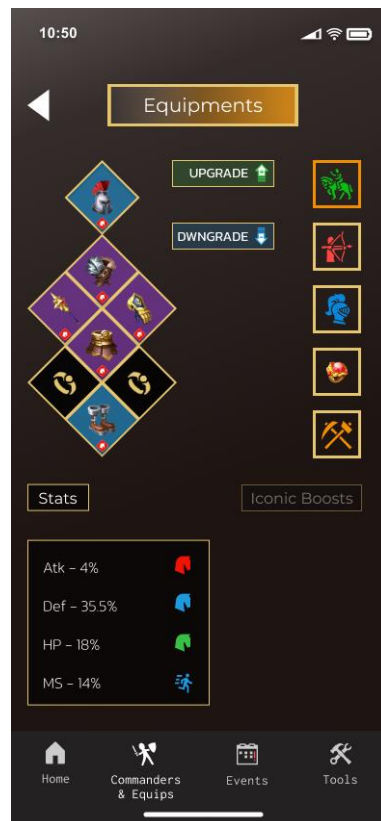 10:50
Equipments
UPGRADE
DWNGRADE
Stats
Iconic Boosts
Atk - 4%
Def - 35.5%
HP - 18%
MS - 14%
Home
Commanders
& Equips
Events
Tools